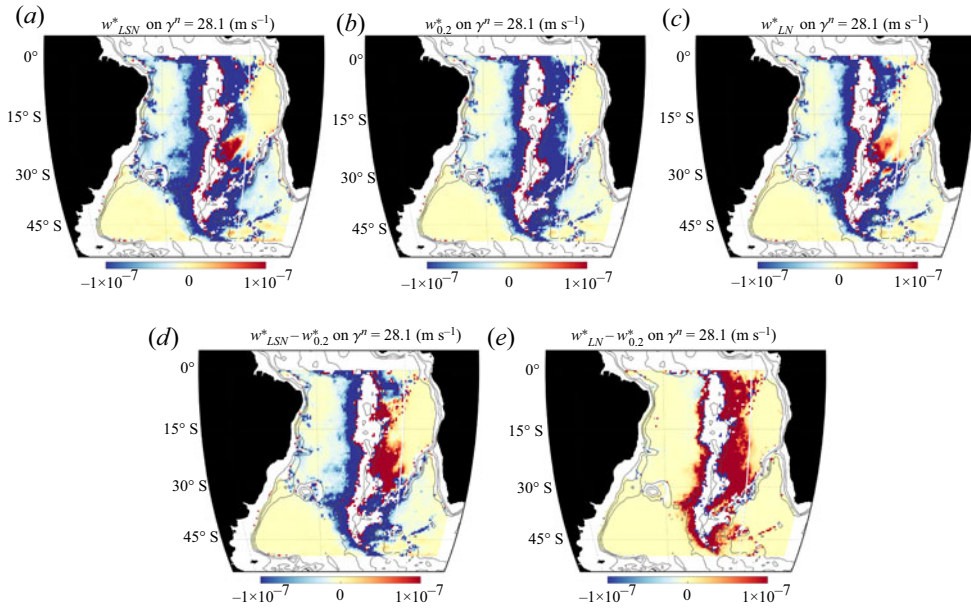 (a) w*LSN on γⁿ = 28.1 (m s⁻¹)
(b) w*0.2 on γⁿ = 28.1 (m s⁻¹)
(c) w*LN on γⁿ = 28.1 (m s⁻¹)
0° 0° 0°
15° S 15° S 15° S
30° S 30° S 30° S
45° S 45° S 45° S
−1×10⁻⁷ 0 1×10⁻⁷
−1×10⁻⁷ 0 1×10⁻⁷
−1×10⁻⁷ 0 1×10⁻⁷
(d) w*LSN − w*0.2 on γⁿ = 28.1 (m s⁻¹)
(e) w*LN − w*0.2 on γⁿ = 28.1 (m s⁻¹)
0° 0°
15° S 15° S
30° S 30° S
45° S 45° S
−1×10⁻⁷ 0 1×10⁻⁷
−1×10⁻⁷ 0 1×10⁻⁷